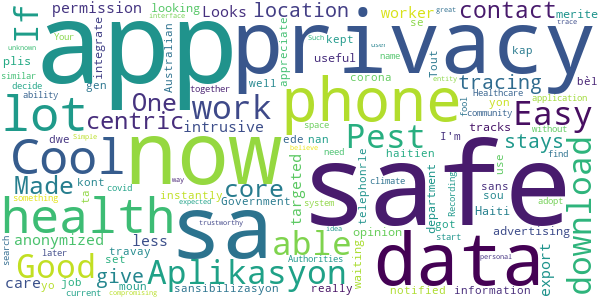 If
permission
Looks
looking
location
worker
contact
merite
unknown
Your
interface
great
trace
app
privacy
plis
similar
decide
gen
integrate
Australian
appreciate
kept
useful
corona
se
name
Tout
kap
user
Such
together
well
ability
tracing
entity
Healthcare
bèl
lot
One
work
phone
tool
yon
application
community
without
Easy
centric
intrusive
space
need
I'm
tracks
find
Cool
now
dwe
Simple
ede
nan
Pest
stays
haitien
system
use
sans
Made
kont
covid
way
instantly
core
targeted
telephonrle
climate
department
Recording
sou
Haiti
adopt
download
safe
something
ta
expected
Government
opinion
got
start
advertising
health
sa
able
anonymized
less
trustworthy
idea
later
travay
set
really
Authorities
waiting
believe
data
export
search
Good
give
Aplikasyon
care
yo
job
moun
current
compromising
sansibilizasyon
notified
information
personal